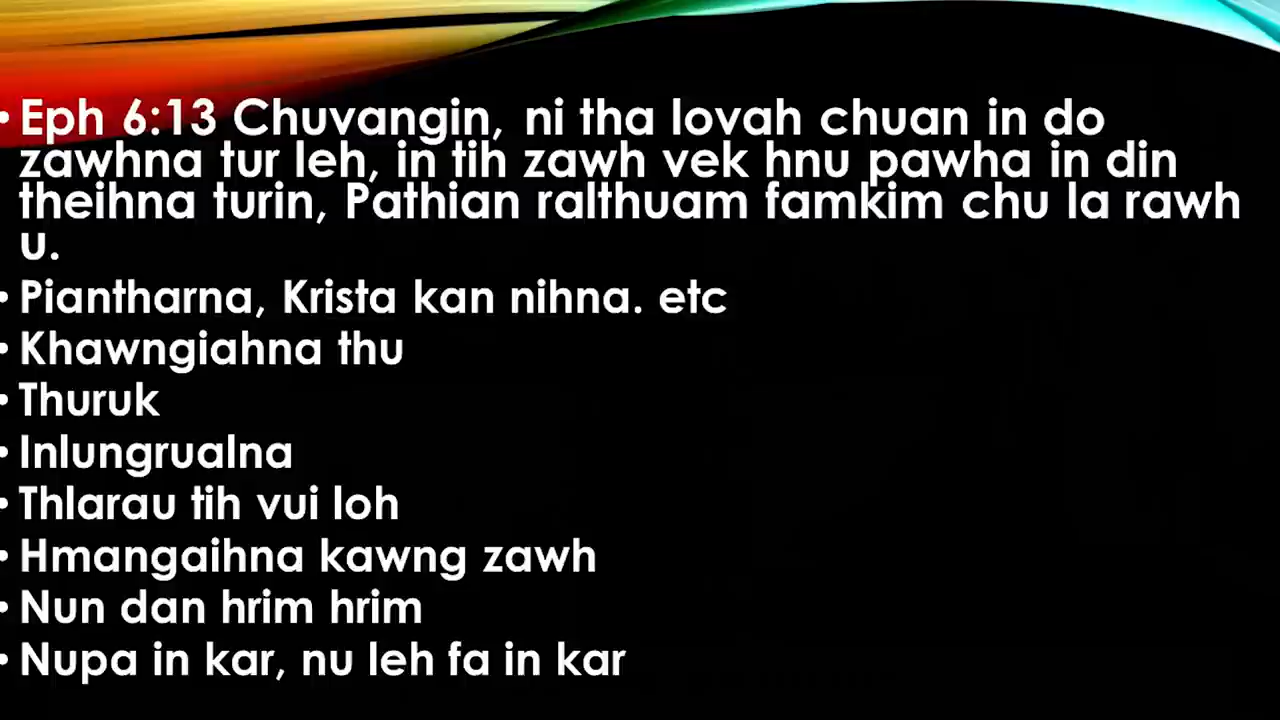 • Eph 6:13 Chuvangin, ni tha lovah chuan in do
zawhna tur leh, in tih zawh vek hnu pawha in din
theihna turin, Pathian ralthuam famkim chu la rawh
u.
• Piantharna, Krista kan nihna. etc
• Khawngiahna thu
• Thuruk
• Inlungrualna
• Thlarau tih vui loh
• Hmangaihna kawng zawh
• Nun dan hrim hrim
• Nupa in kar, nu leh fa in kar